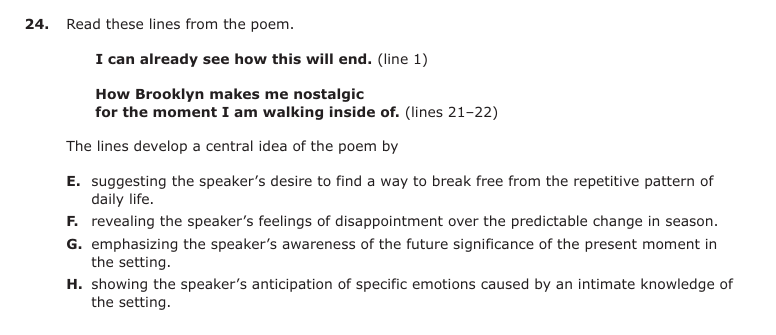 24. Read these lines from the poem.
I can already see how this will end. (line 1)
How Brooklyn makes me nostalgic
for the moment I am walking inside of. (lines 21–22)
The lines develop a central idea of the poem by
E. suggesting the speaker’s desire to find a way to break free from the repetitive pattern of
daily life.
F. revealing the speaker’s feelings of disappointment over the predictable change in season.
G. emphasizing the speaker’s awareness of the future significance of the present moment in
the setting.
H. showing the speaker’s anticipation of specific emotions caused by an intimate knowledge of
the setting.